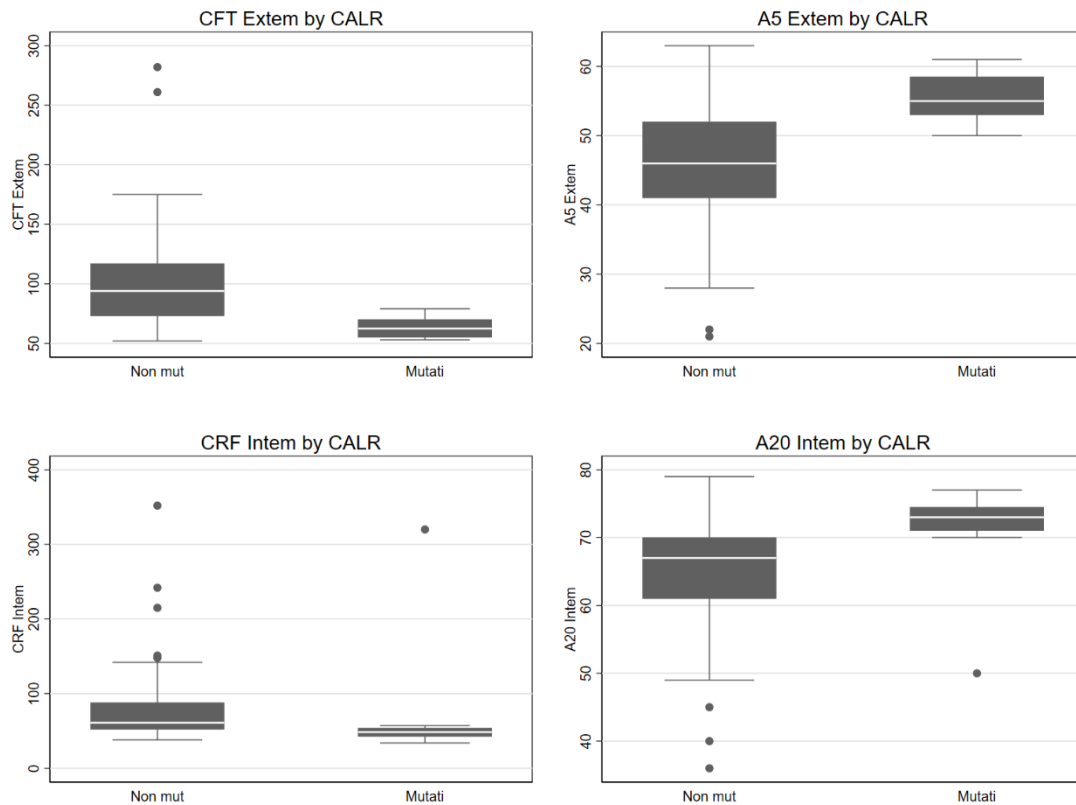 CFT Extem by CALR
CFT Extem
300
250
200
150
100
50
Non mut
Mutati
A5 Extem by CALR
A5 Extem
60
50
40
30
20
Non mut
Mutati
CRF Intem by CALR
CRF Intem
400
300
200
100
0
Non mut
Mutati
A20 Intem by CALR
A20 Intem
80
70
60
50
40
Non mut
Mutati